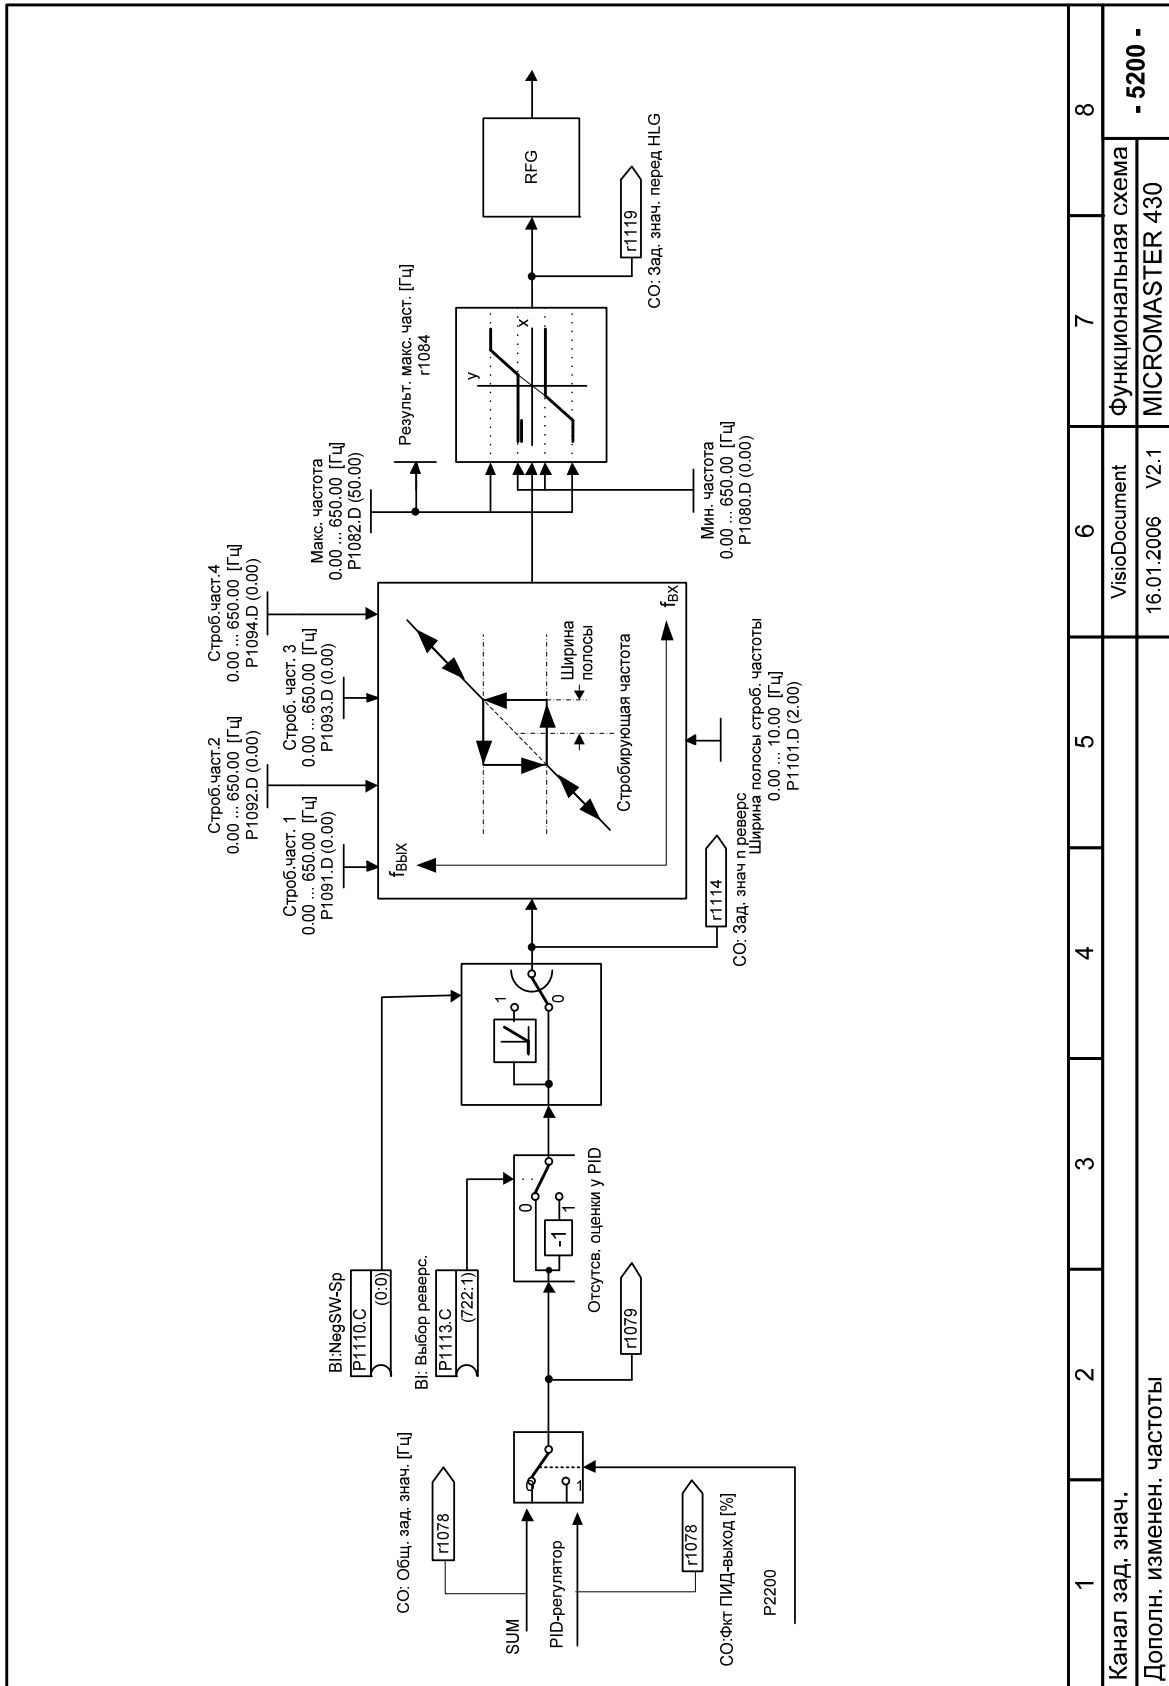 CO: Общ. зад. знач. [Гц]
r1078
SUM
PID-регулятор
r1078
CO:Фкт ПИД-выход [%]
P2200
0
1
r1079
BI:NegSW-Sp
P1110.C
(0:0)
BI: Выбор реверс.
P1113.C
(722:1)
0
1
-1
Отсутсв. оценки у PID
1
0
r1114
CO: Зад. знач п реверс
Строб.част. 1
0.00 ... 650.00 [Гц]
P1091.D (0.00)
Строб.част.2
0.00 ... 650.00 [Гц]
P1092.D (0.00)
Строб. част. 3
0.00 ... 650.00 [Гц]
P1093.D (0.00)
Строб.част.4
0.00 ... 650.00 [Гц]
P1094.D (0.00)
fВЫХ
fВХ
Ширина
полосы
Стробирующая частота
Ширина полосы строб. частоты
0.00 ... 10.00 [Гц]
P1101.D (2.00)
Макс. частота
0.00 ... 650.00 [Гц]
P1082.D (50.00)
Результ. макс. част. [Гц]
r1084
y
x
Мин. частота
0.00 ... 650.00 [Гц]
P1080.D (0.00)
r1119
CO: Зад. знач. перед HLG
RFG
1 2 3 4 5 6 7 8
Канал зад. знач.
Дополн. изменен. частоты
VisioDocument
16.01.2006 V2.1
Функциональная схема
MICROMASTER 430
- 5200 -